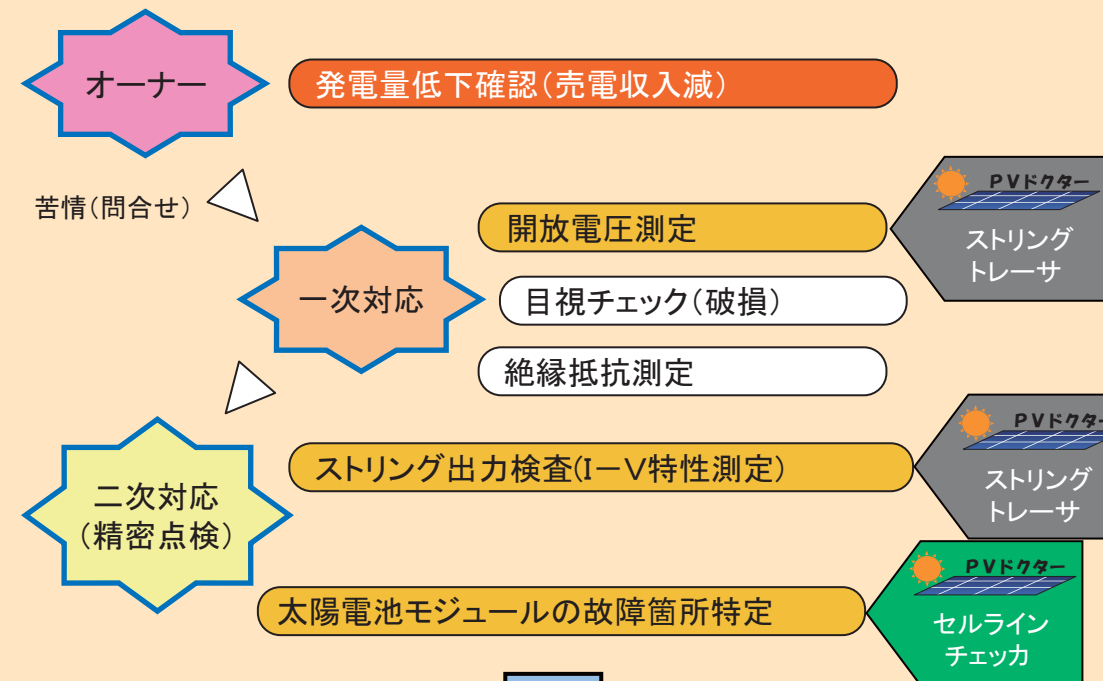 オーナー
発電量低下確認(売電収入減)
苦情(問合せ)
一次対応
開放電圧測定
目視チェック(破損)
絶縁抵抗測定
PVドクター
ストリング
トレーサ
二次対応
(精密点検)
ストリング出力検査(I-V特性測定)
PVドクター
ストリング
トレーサ
太陽電池モジュールの故障箇所特定
PVドクター
セルライン
チェッカ